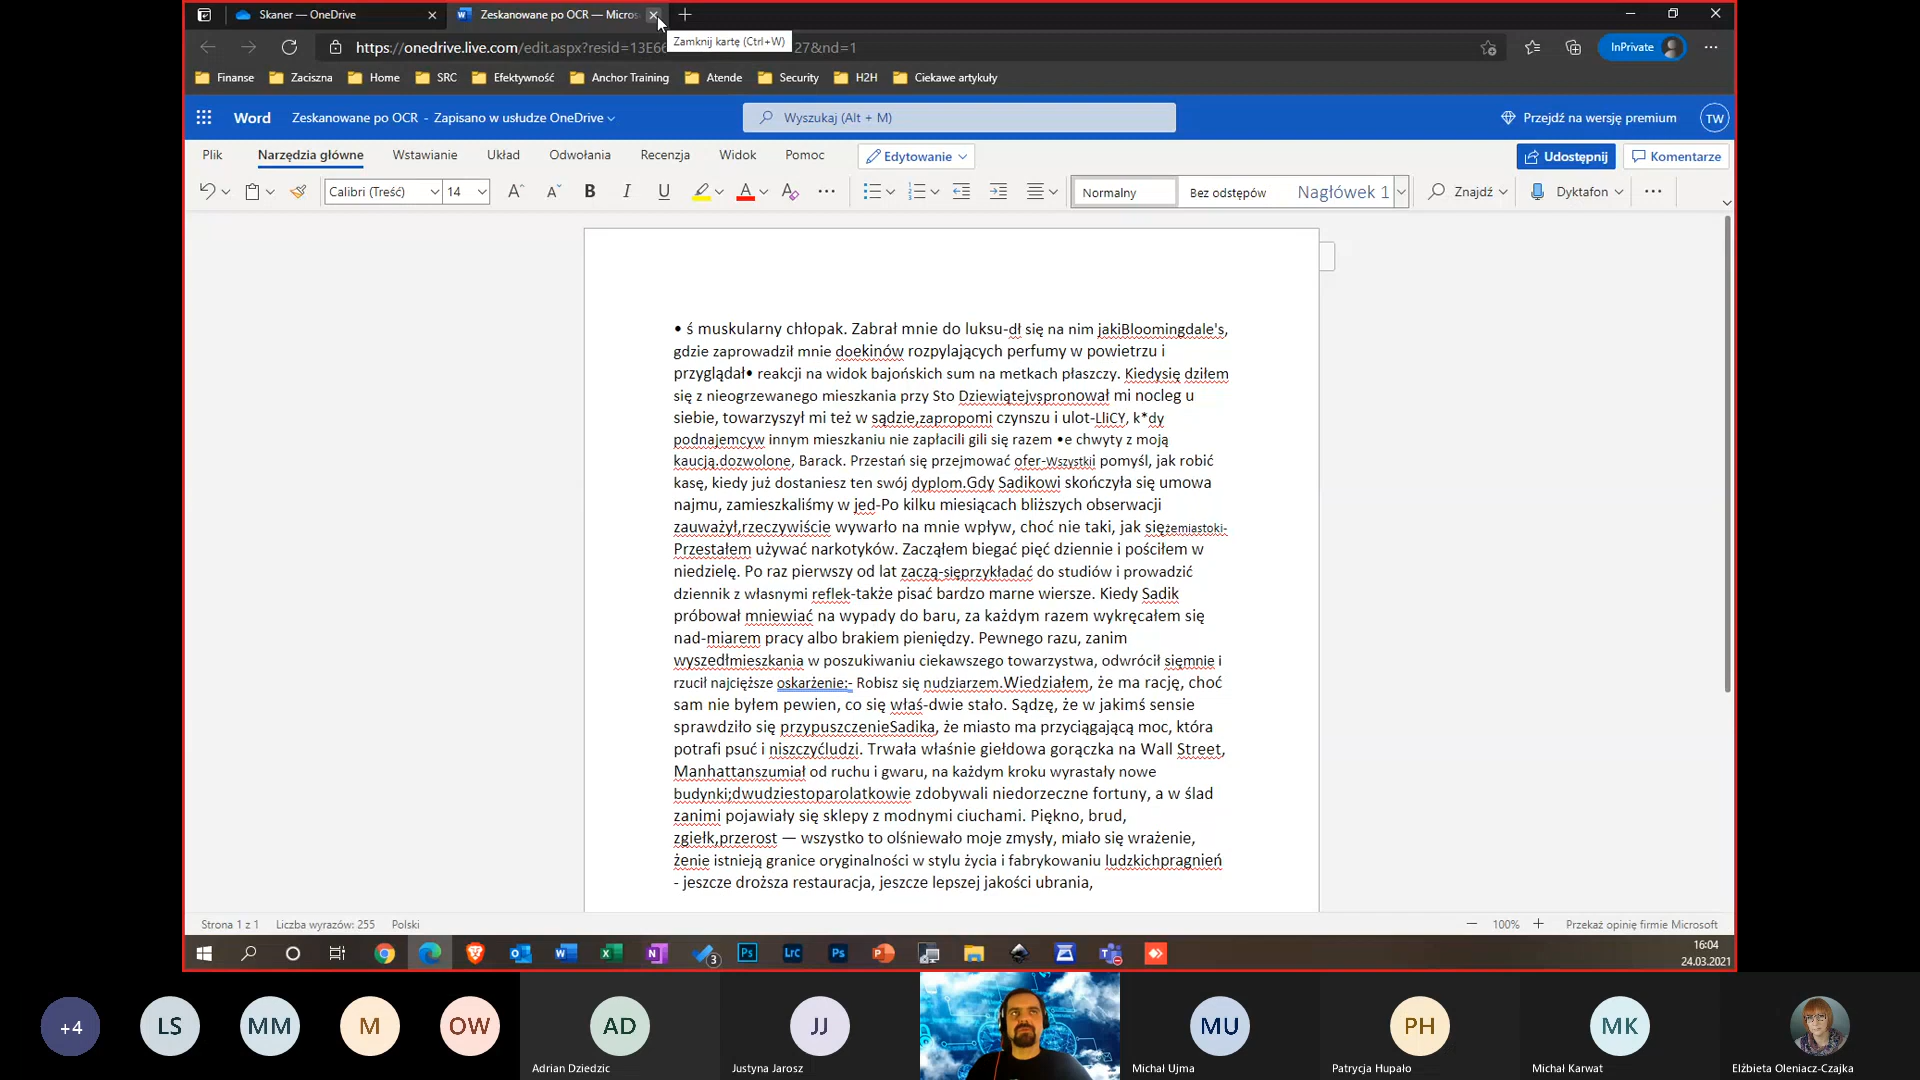 Skaner — OneDrive
Zeskanowane po OCR — Micros
Zamknij kartę (Ctrl+W)
https://onedrive.live.com/edit.aspx?resid=13E66 27&nd=1
InPrivate
Finanse Zaciszna Home SRC Efektywność Anchor Training Atende Security H2H Ciekawe artykuły
Word Zeskanowane po OCR - Zapisano w usłudze OneDrive
Wyszukaj (Alt + M)
Przejdź na wersję premium TW
Plik Narzędzia główne Wstawianie Układ Odwołania Recenzja Widok Pomoc Edytowanie Udostępnij Komentarze
Calibri (Treść) 14 Normalny Bez odstępów Nagłówek 1 Znajdź Dyktafon
• ś muskularny chłopak. Zabrał mnie do luksu-dł się na nim jakiBloomingdale's,
gdzie zaprowadził mnie doekinów rozpylających perfumy w powietrzu i
przyglądał• reakcji na widok bajońskich sum na metkach płaszczy. Kiedysię dziłem
się z nieogrzewanego mieszkania przy Sto Dziewiątejvspronował mi nocleg u
siebie, towarzyszył mi też w sądzie,zapropomi czynszu i ulot-LliCY, k*dy
podnajemcyw innym mieszkaniu nie zapłacili gili się razem •e chwyty z moją
kaucją.dozwolone, Barack. Przestań się przejmować ofer-Wszystkii pomyśl, jak robić
kasę, kiedy już dostaniesz ten swój dyplom.Gdy Sadikowi skończyła się umowa
najmu, zamieszkaliśmy w jed-Po kilku miesiącach bliższych obserwacji
zauważył,rzeczywiście wywarło na mnie wpływ, choć nie taki, jak siężemiastoki-
Przestałem używać narkotyków. Zacząłem biegać pięć dziennie i pościłem w
niedzielę. Po raz pierwszy od lat zaczą-sięprzykładać do studiów i prowadzić
dziennik z własnymi reflek-także pisać bardzo marne wiersze. Kiedy Sadik
próbował mniewiać na wypady do baru, za każdym razem wykręcałem się
nad-miarem pracy albo brakiem pieniędzy. Pewnego razu, zanim
wyszedłmieszkania w poszukiwaniu ciekawszego towarzystwa, odwrócił sięmnie i
rzucił najcięższe oskarżenie:- Robisz się nudziarzem.Wiedziałem, że ma rację, choć
sam nie byłem pewien, co się właś-dwie stało. Sądzę, że w jakimś sensie
sprawdziło się przypuszczenieSadika, że miasto ma przyciągającą moc, która
potrafi psuć i niszczyćludzi. Trwała właśnie giełdowa gorączka na Wall Street,
Manhattanszumiał od ruchu i gwaru, na każdym kroku wyrastały nowe
budynki;dwudziestoparolatkowie zdobywali niedorzeczne fortuny, a w ślad
zanimi pojawiały się sklepy z modnymi ciuchami. Piękno, brud,
zgiełk,przerost — wszystko to olśniewało moje zmysły, miało się wrażenie,
żenie istnieją granice oryginalności w stylu życia i fabrykowaniu ludzkichpragnień
- jeszcze droższa restauracja, jeszcze lepszej jakości ubrania,
Strona 1 z 1 Liczba wyrazów: 255 Polski
100% Przekaż opinię firmie Microsoft
3 Ps LrC Ps
16:04
24.03.2021
+4 LS MM M OW AD JJ MU PH MK
Adrian Dziedzic Justyna Jarosz Michał Ujma Patrycja Hupało Michał Karwat Elżbieta Oleniacz-Czajka